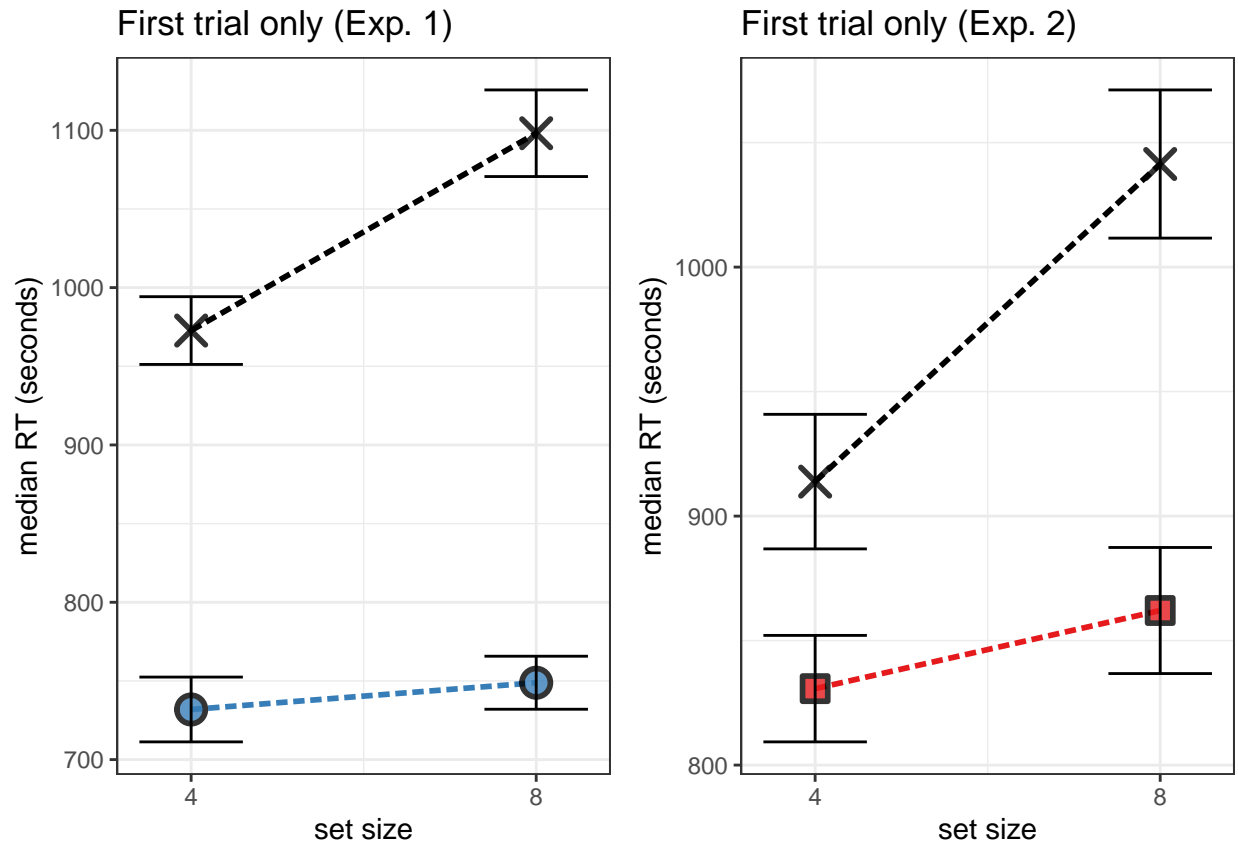 First trial only (Exp. 1)
median RT (seconds)
1100
1000
900
800
700
4
8
set size
First trial only (Exp. 2)
median RT (seconds)
1000
900
800
4
8
set size